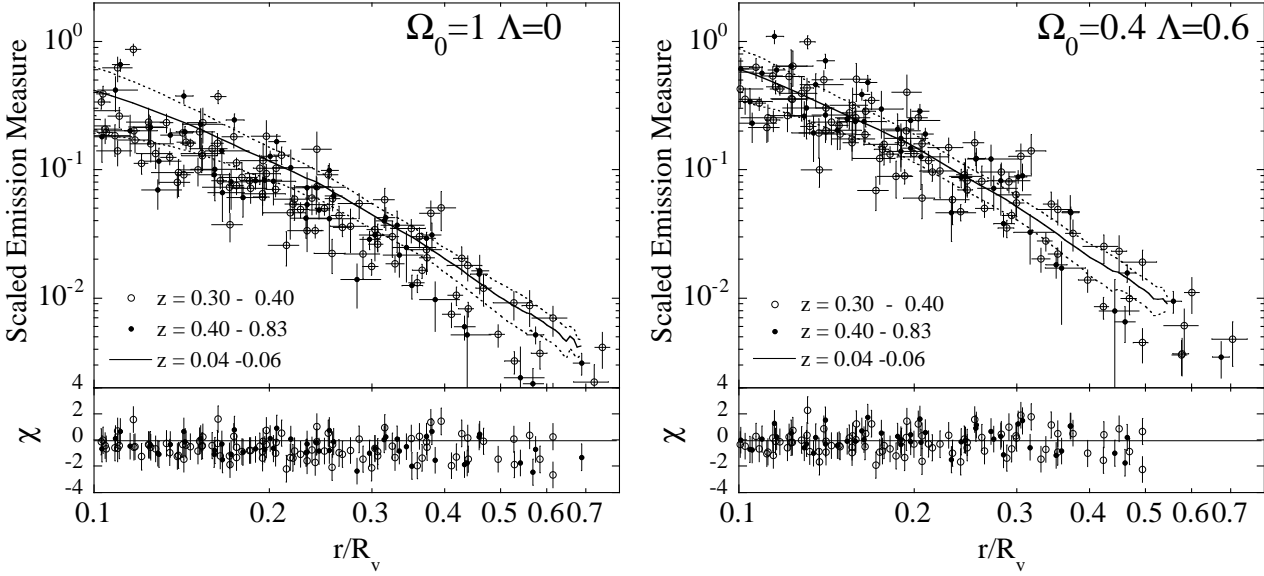 Ω₀=1 Λ=0
Scaled Emission Measure
10⁰
10⁻¹
10⁻²
4
z = 0.30 - 0.40
z = 0.40 - 0.83
z = 0.04 -0.06
χ
2
0
-2
-4
0.1 0.2 0.3 0.4 0.5 0.6 0.7
r/Rᵥ
Ω₀=0.4 Λ=0.6
Scaled Emission Measure
10⁰
10⁻¹
10⁻²
4
z = 0.30 - 0.40
z = 0.40 - 0.83
z = 0.04 -0.06
χ
2
0
-2
-4
0.1 0.2 0.3 0.4 0.5 0.6 0.7
r/Rᵥ